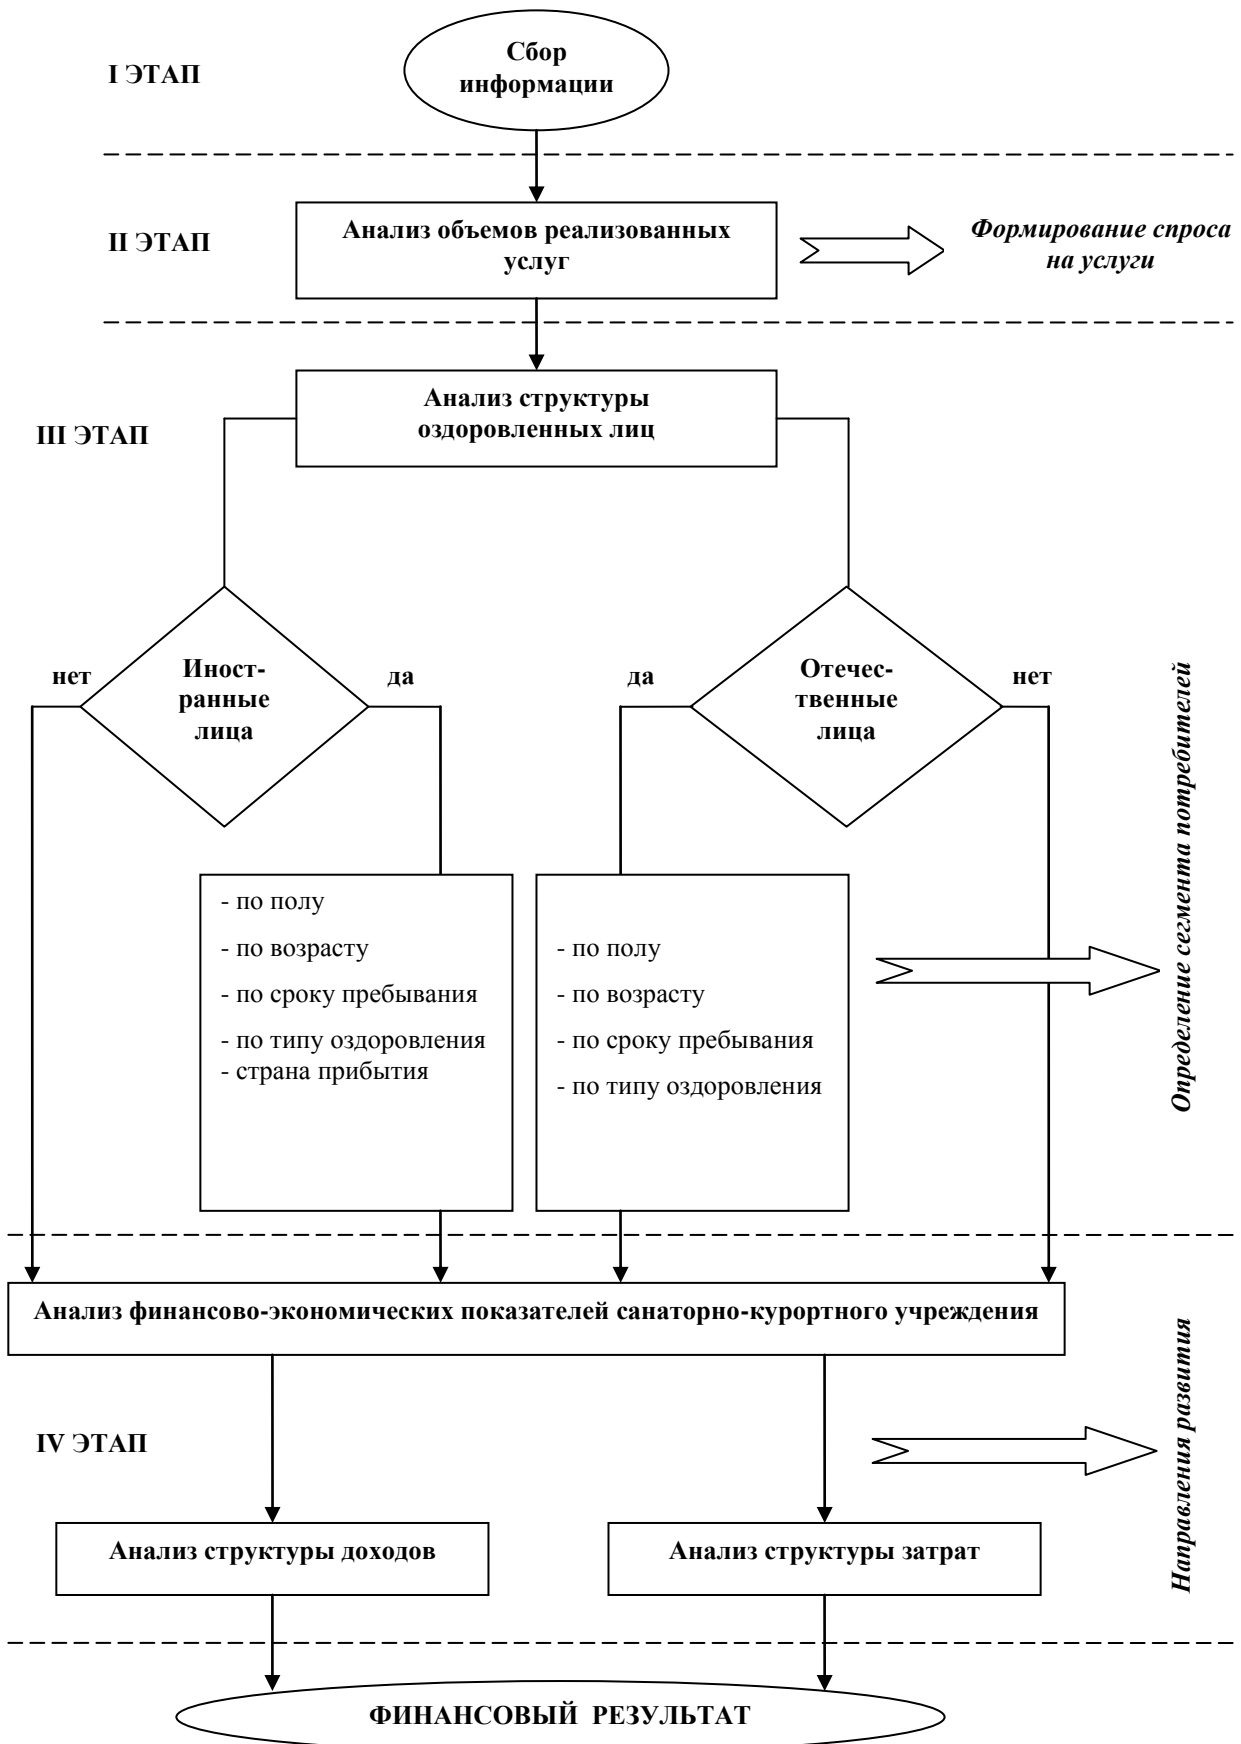 I ЭТАП
Сбор
информации
II ЭТАП
Анализ объемов реализованных
услуг
Формирование спроса
на услуги
III ЭТАП
Анализ структуры
оздоровленных лиц
нет
Иност-
ранные
лица
да
да
Отечес-
твенные
лица
нет
- по полу
- по возрасту
- по сроку пребывания
- по типу оздоровления
- страна прибытия
- по полу
- по возрасту
- по сроку пребывания
- по типу оздоровления
Определение сегмента потребителей
Анализ финансово-экономических показателей санаторно-курортного учреждения
IV ЭТАП
Направления развития
Анализ структуры доходов
Анализ структуры затрат
ФИНАНСОВЫЙ РЕЗУЛЬТАТ